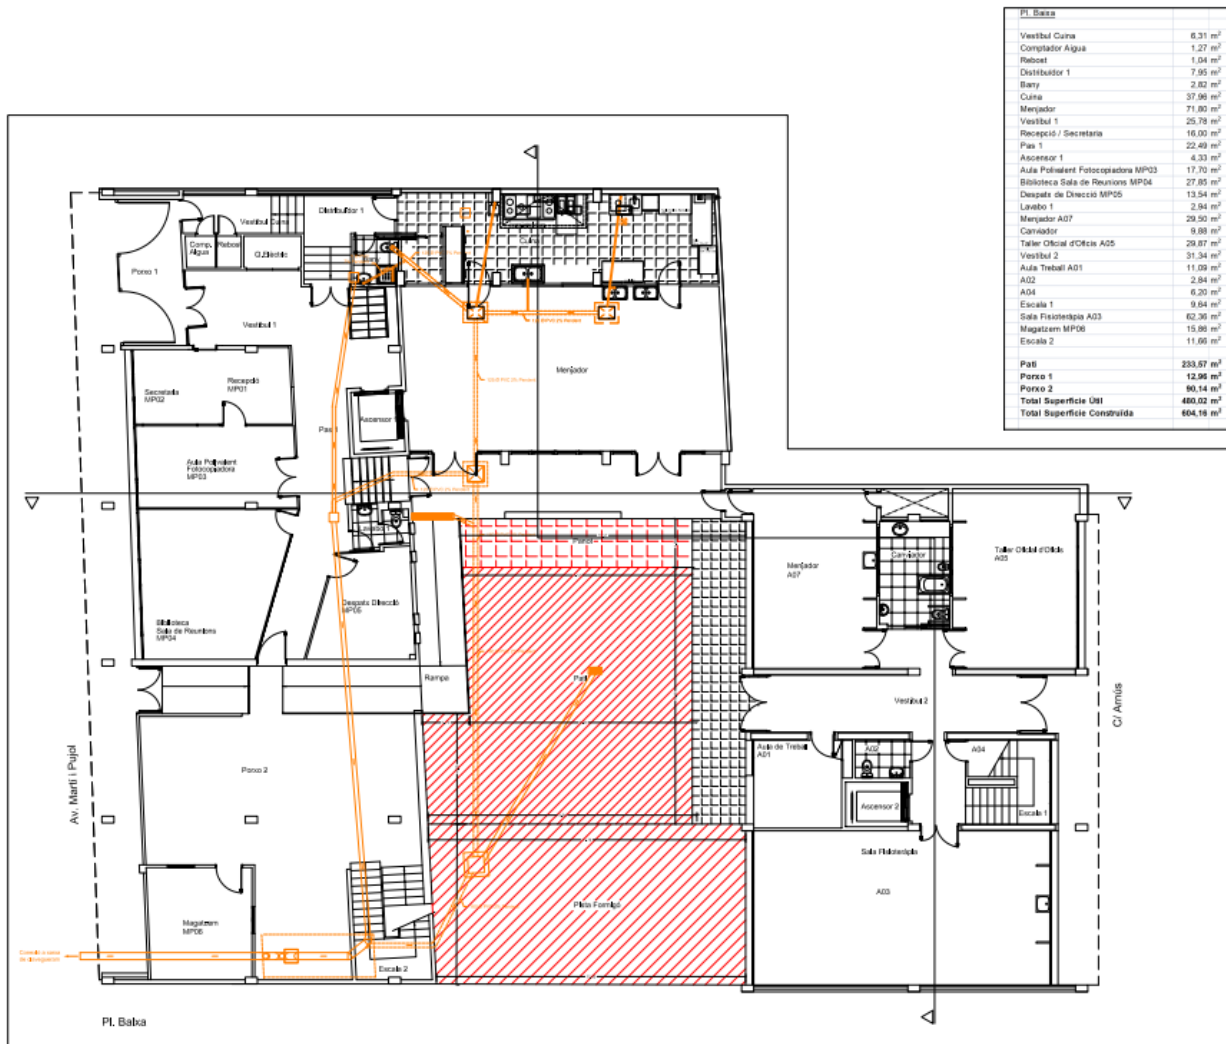 Pl. Baixa
Vestíbul Cuina 6,31 m²
Comptador Aigua 1,27 m²
Rebost 1,04 m²
Distribuïdor 1 7,95 m²
Bany 2,82 m²
Cuina 37,96 m²
Menjador 71,80 m²
Vestíbul 1 25,78 m²
Recepció / Secretaria 16,00 m²
Pas 1 22,49 m²
Ascensor 1 4,33 m²
Aula Polivalent Fotocopiadora MP03 17,70 m²
Biblioteca Sala de Reunions MP04 27,85 m²
Despatx de Direcció MP05 13,54 m²
Lavabo 1 2,94 m²
Menjador A07 29,50 m²
Canviador 9,88 m²
Taller Oficial d'Oficis A05 29,87 m²
Vestíbul 2 31,34 m²
Aula Treball A01 11,09 m²
A02 2,84 m²
A04 6,20 m²
Escala 1 9,64 m²
Sala Fisioteràpia A03 62,36 m²
Magatzem MP06 15,86 m²
Escala 2 11,66 m²
Pati 233,57 m²
Porxo 1 12,96 m²
Porxo 2 90,14 m²
Total Superfície Útil 480,02 m²
Total Superfície Construïda 604,16 m²
Vestíbul Cuina
Distribuïdor 1
Comp.
Aigua
Rebost
Q.Elèctric
Bany
Cuina
Porxo 1
Vestíbul 1
Menjador
Secretaria
MP02
Recepció
MP01
Ascensor 1
Pas 1
Aula Polivalent
Fotocopiadora
MP03
Lavabo 1
Panot
Menjador
A07
Canviador
Taller Oficial d'Oficis
A05
Despatx Direcció
MP05
Biblioteca
Sala de Reunions
MP04
Rampa
Pati
Vestíbul 2
C/ Arnús
Av. Martí i Pujol
Porxo 2
Aula de Treball
A01
A02
A04
Ascensor 2
Escala 1
Sala Fisioteràpia
A03
Pista Formigó
Magatzem
MP06
Escala 2
Pl. Baixa